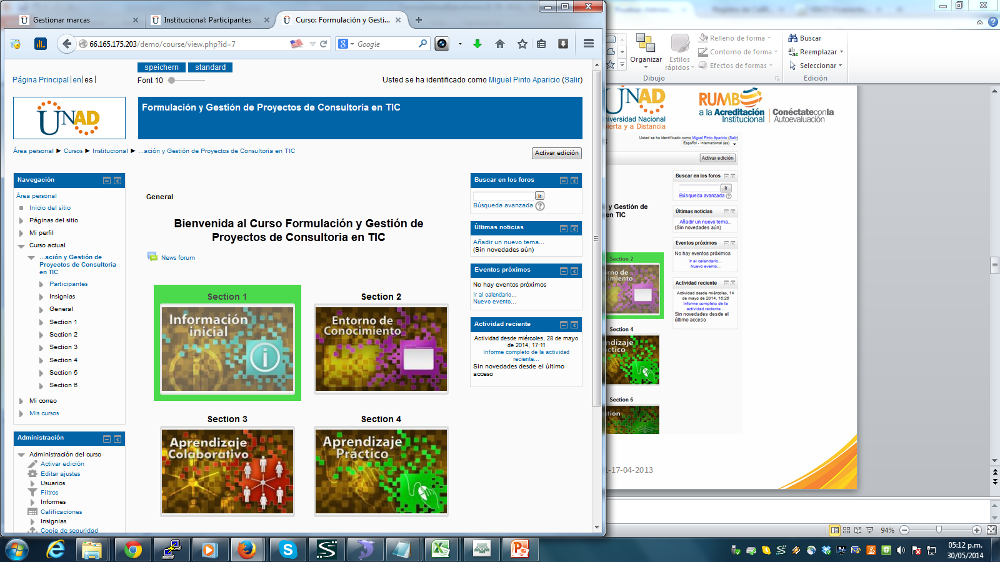 Gestionar marcas
Institucional: Participantes
Curso: Formulación y Gesti...
66.165.175.203/demo/course/view.php?id=7
Google
speichern
standard
Página Principal
en
es
Font 10
Usted se ha identificado como Miguel Pinto Aparicio (Salir)
UNAD
Formulación y Gestión de Proyectos de Consultoria en TIC
Área personal ► Cursos ► Institucional ► ...ación y Gestión de Proyectos de Consultoria en TIC
Activar edición
Navegación
Área personal
Inicio del sitio
Páginas del sitio
Mi perfil
Curso actual
...ación y Gestión de
Proyectos de Consultoria
en TIC
Participantes
Insignias
General
Section 1
Section 2
Section 3
Section 4
Section 5
Section 6
Mi correo
Mis cursos
Administración
Administración del curso
Activar edición
Editar ajustes
Usuarios
Filtros
Informes
Calificaciones
Insignias
Copia de seguridad
General
Bienvenida al Curso Formulación y Gestión de
Proyectos de Consultoria en TIC
News forum
Section 1
Información
inicial
Section 2
Entorno de
Conocimiento
Section 3
Aprendizaje
Colaborativo
Section 4
Aprendizaje
Práctico
Buscar en los foros
Ir
Búsqueda avanzada
Últimas noticias
Añadir un nuevo tema...
(Sin novedades aún)
Eventos próximos
No hay eventos próximos
Ir al calendario...
Nuevo evento...
Actividad reciente
Actividad desde miércoles, 28 de mayo
de 2014, 17:11
Informe completo de la actividad
reciente...
Sin novedades desde el último
acceso
Organizar
Estilos
rápidos
Relleno de forma
Contorno de forma
Efectos de formas
Dibujo
Buscar
Reemplazar
Seleccionar
Edición
UNAD
iversidad Nacional
ierta y a Distancia
RUMBO
a la Acreditación
Institucional
Conéctate con la
Autoevaluación
Usted se ha identificado como Miguel Pinto Aparicio (Salir)
Español - Internacional (es)
Activar edición
y Gestión de
en TIC
Buscar en los foros
Ir
Búsqueda avanzada
Últimas noticias
Añadir un nuevo tema...
(Sin novedades aún)
Eventos próximos
No hay eventos próximos
Ir al calendario...
Nuevo evento...
Actividad reciente
Actividad desde miércoles, 14
de mayo de 2014, 16:26
Informe completo de la
actividad reciente...
Sin novedades desde el
último acceso
Section 2
orno de
imiento
Section 4
ndizaje
áctico
Section 6
stión
-17-04-2013
94%
05:12 p.m.
30/05/2014